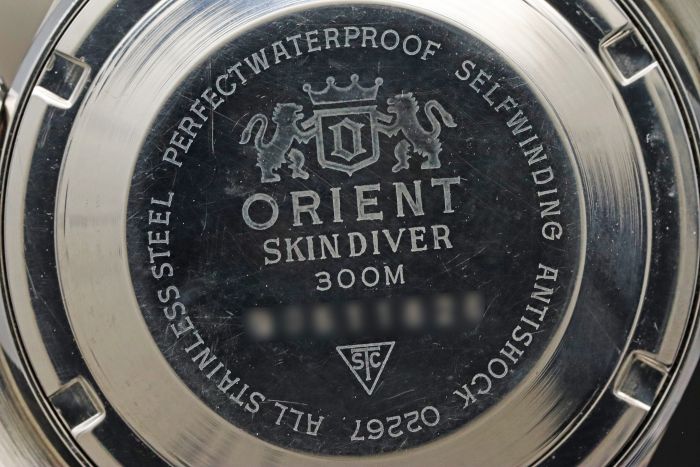 ALL STAINLESS STEEL PERFECTWATERPROOF SELFWINDING ANTISHOCK 02267
O
ORIENT
SKINDIVER
300M
STC